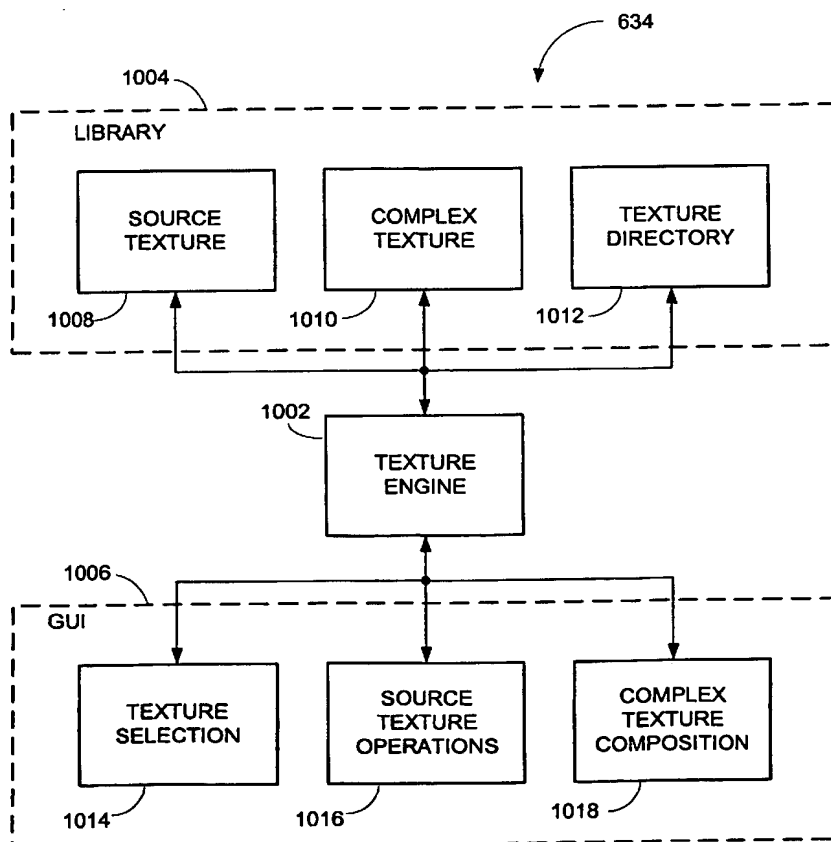 634
1004
LIBRARY
SOURCE
TEXTURE
COMPLEX
TEXTURE
TEXTURE
DIRECTORY
1008
1010
1012
1002
TEXTURE
ENGINE
1006
GUI
TEXTURE
SELECTION
SOURCE
TEXTURE
OPERATIONS
COMPLEX
TEXTURE
COMPOSITION
1014
1016
1018